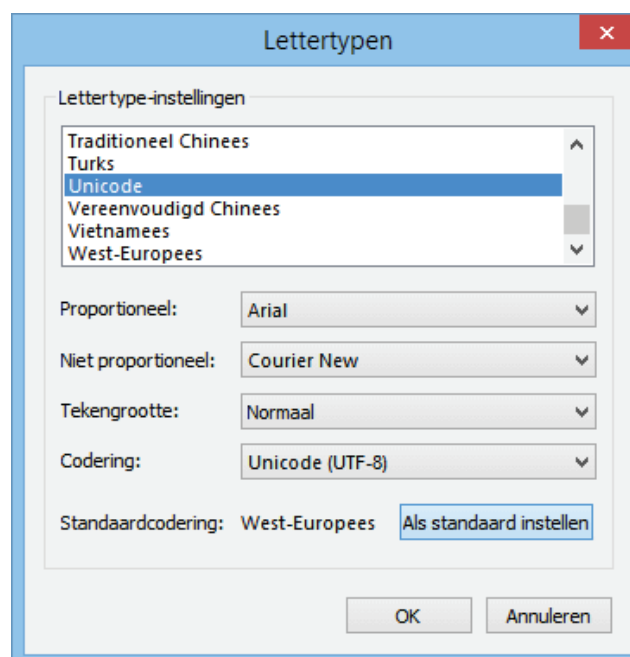 Lettertypen
Lettertype-instellingen
Traditioneel Chinees
Turks
Unicode
Vereenvoudigd Chinees
Vietnamees
West-Europees
Proportioneel: Arial
Niet proportioneel: Courier New
Tekengrootte: Normaal
Codering: Unicode (UTF-8)
Standaardcodering: West-Europees Als standaard instellen
OK Annuleren